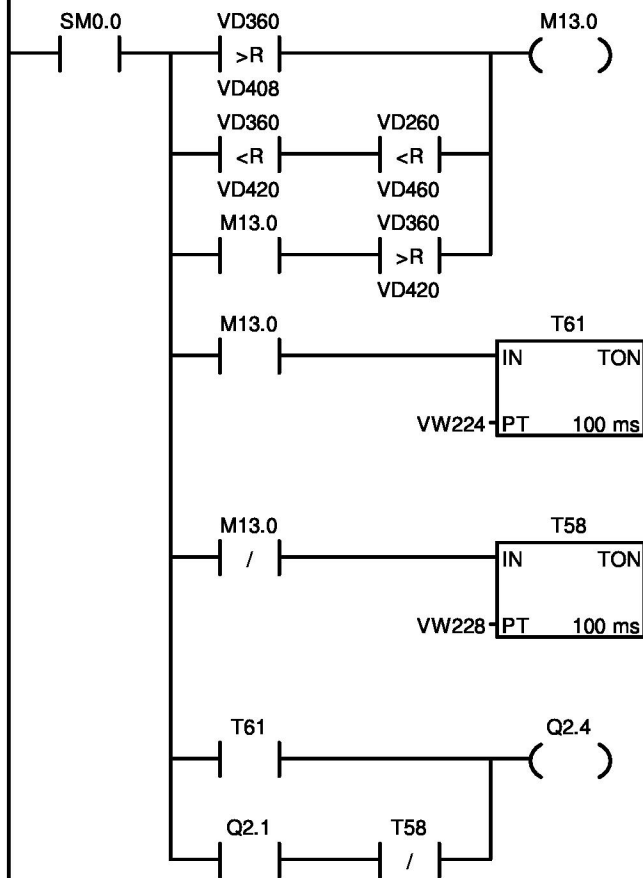 SM0.0 VD360 M13.0
>R
VD408
VD360 VD260
<R <R
VD420 VD460
M13.0 VD360
>R
VD420
M13.0 T61
IN TON
VW224 PT 100 ms
M13.0 T58
/ IN TON
VW228 PT 100 ms
T61 Q2.4
Q2.1 T58
/